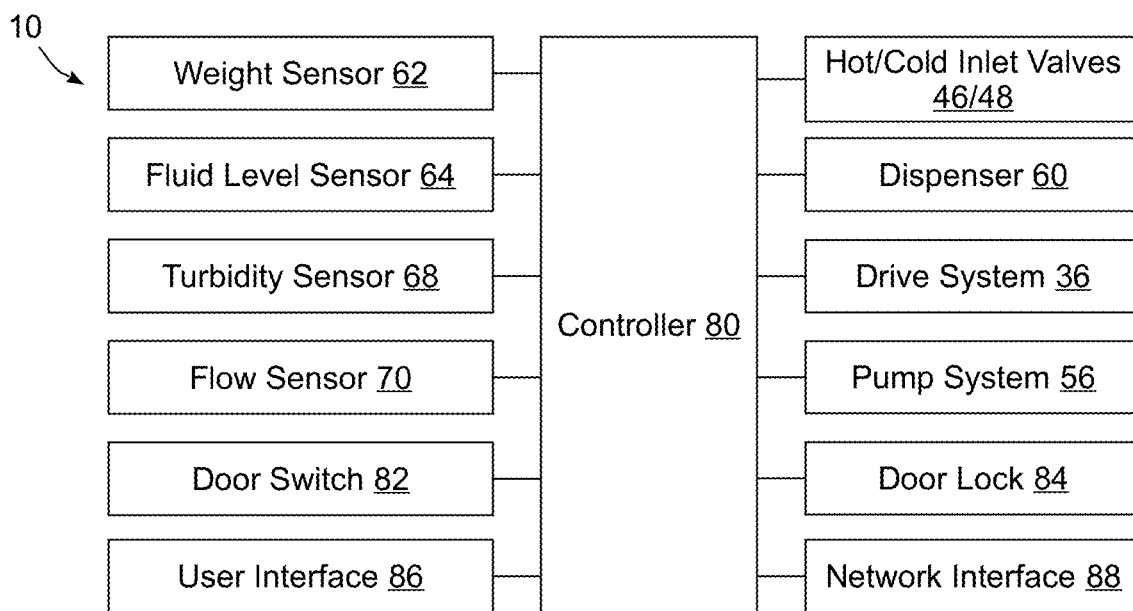 10
Weight Sensor 62
Fluid Level Sensor 64
Turbidity Sensor 68
Flow Sensor 70
Door Switch 82
User Interface 86
Controller 80
Hot/Cold Inlet Valves
46/48
Dispenser 60
Drive System 36
Pump System 56
Door Lock 84
Network Interface 88